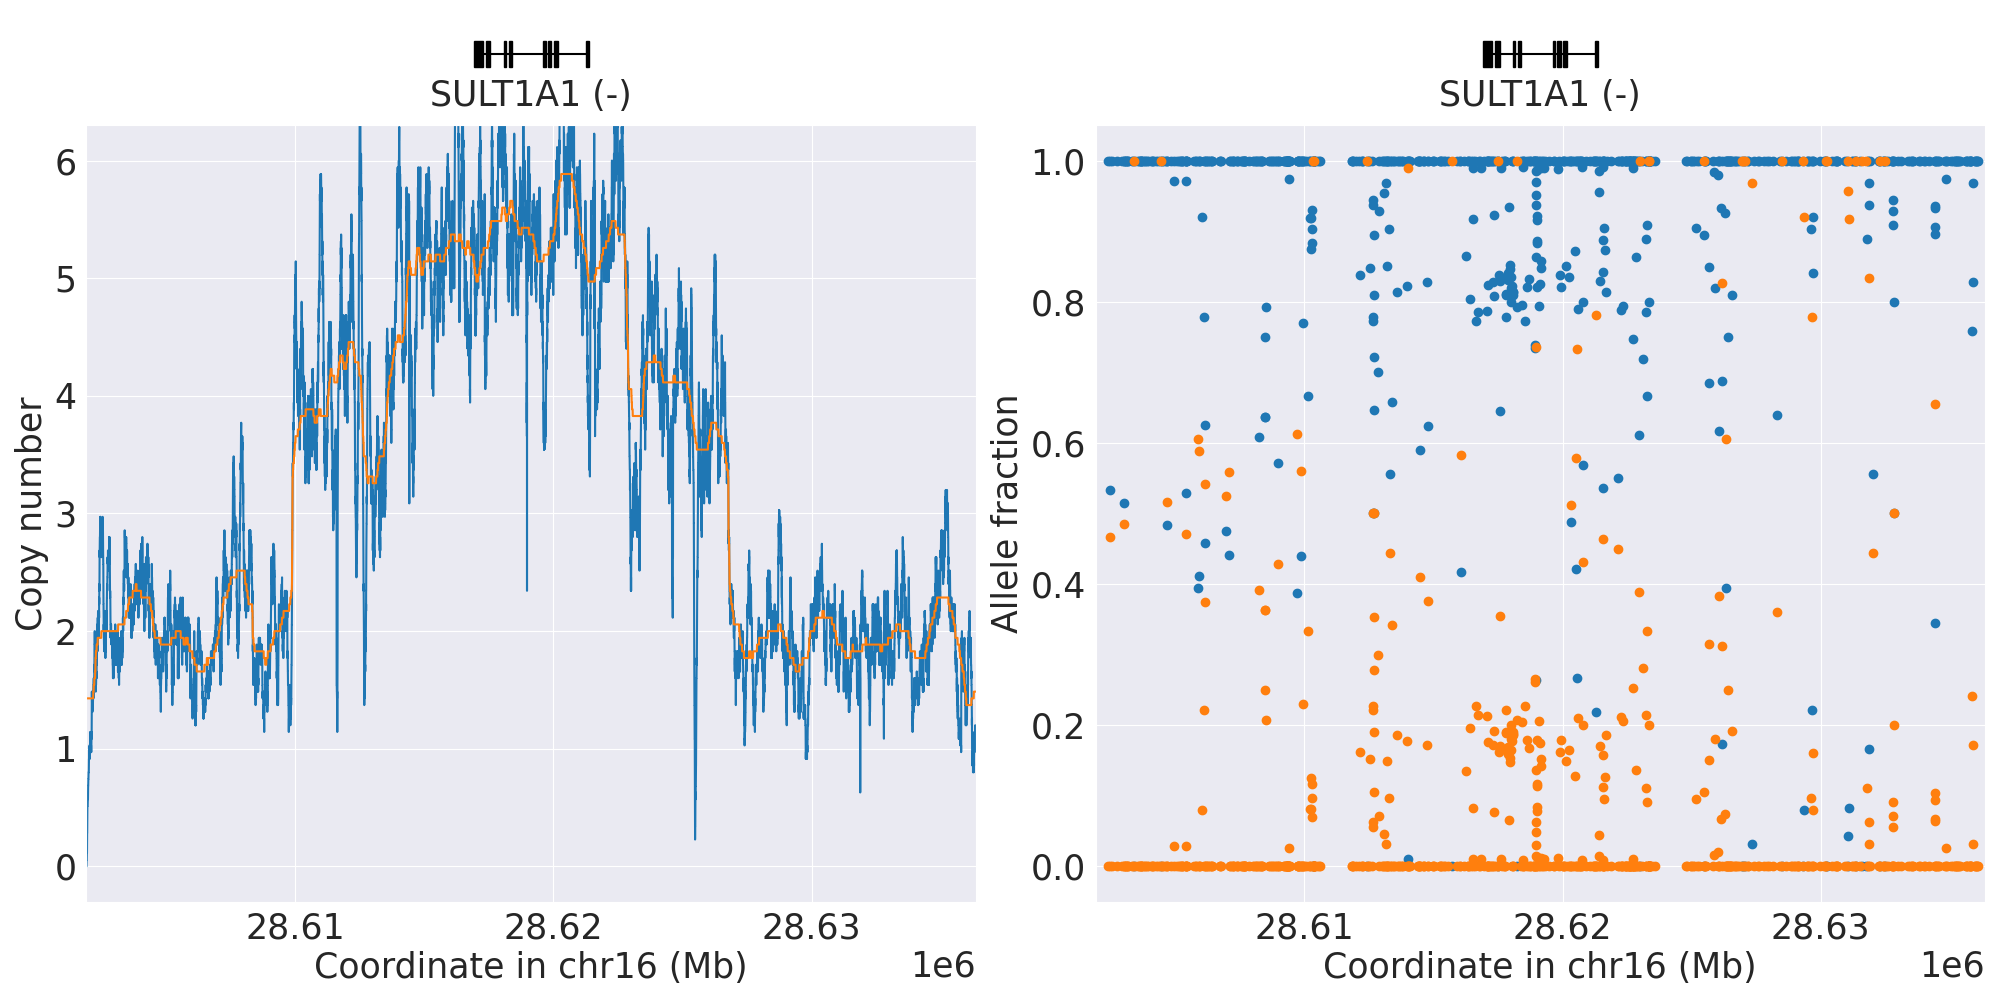 SULT1A1 (-)
Copy number
6
5
4
3
2
1
0
28.61
28.62
28.63
Coordinate in chr16 (Mb)
1e6
SULT1A1 (-)
Allele fraction
1.0
0.8
0.6
0.4
0.2
0.0
28.61
28.62
28.63
Coordinate in chr16 (Mb)
1e6